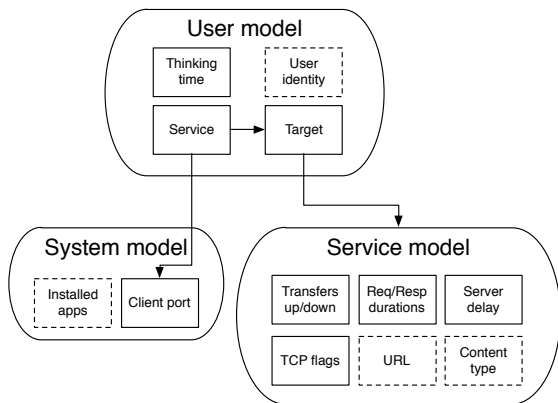 User model
Thinking
time
User
identity
Service
Target
System model
Installed
apps
Client port
Service model
Transfers
up/down
Req/Resp
durations
Server
delay
TCP flags
URL
Content
type